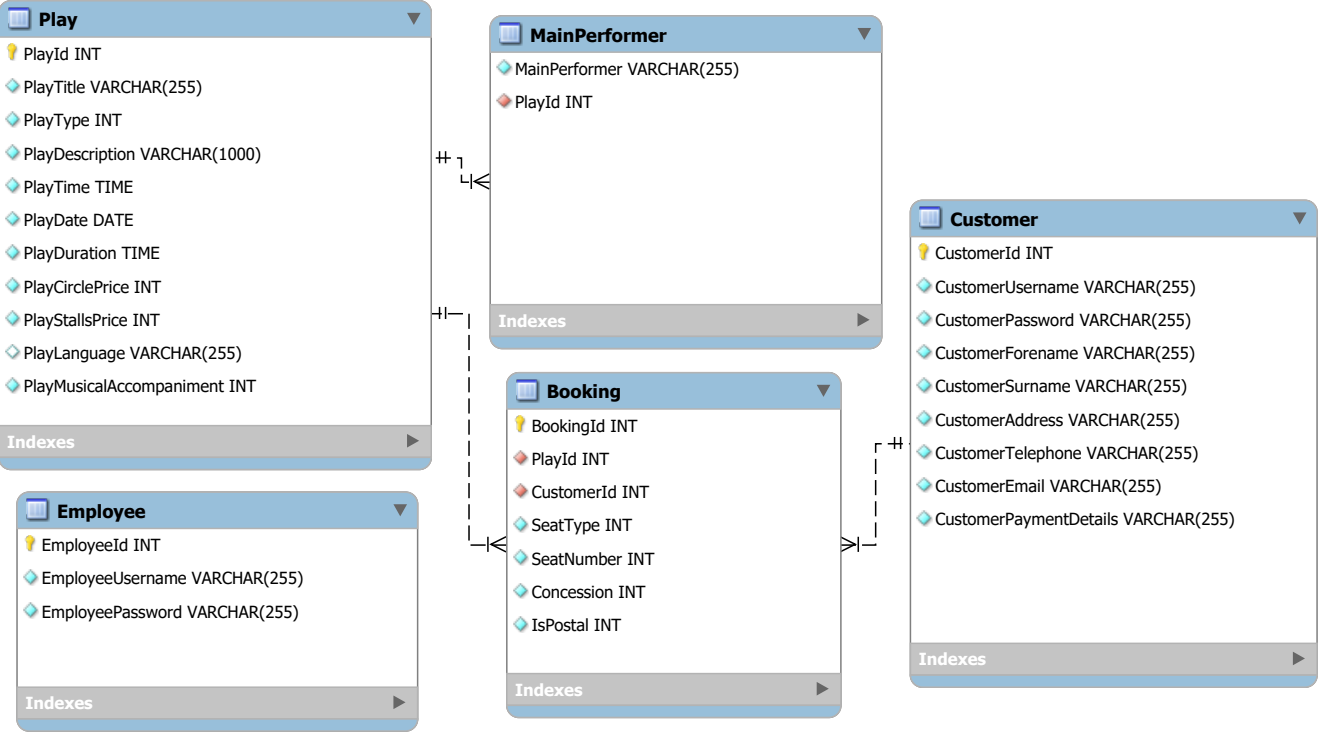 Play
PlayId INT
PlayTitle VARCHAR(255)
PlayType INT
PlayDescription VARCHAR(1000)
PlayTime TIME
PlayDate DATE
PlayDuration TIME
PlayCirclePrice INT
PlayStallsPrice INT
PlayLanguage VARCHAR(255)
PlayMusicalAccompaniment INT
Indexes
MainPerformer
MainPerformer VARCHAR(255)
PlayId INT
Indexes
Customer
CustomerId INT
CustomerUsername VARCHAR(255)
CustomerPassword VARCHAR(255)
CustomerForename VARCHAR(255)
CustomerSurname VARCHAR(255)
CustomerAddress VARCHAR(255)
CustomerTelephone VARCHAR(255)
CustomerEmail VARCHAR(255)
CustomerPaymentDetails VARCHAR(255)
Indexes
Booking
BookingId INT
PlayId INT
CustomerId INT
SeatType INT
SeatNumber INT
Concession INT
IsPostal INT
Indexes
Employee
EmployeeId INT
EmployeeUsername VARCHAR(255)
EmployeePassword VARCHAR(255)
Indexes